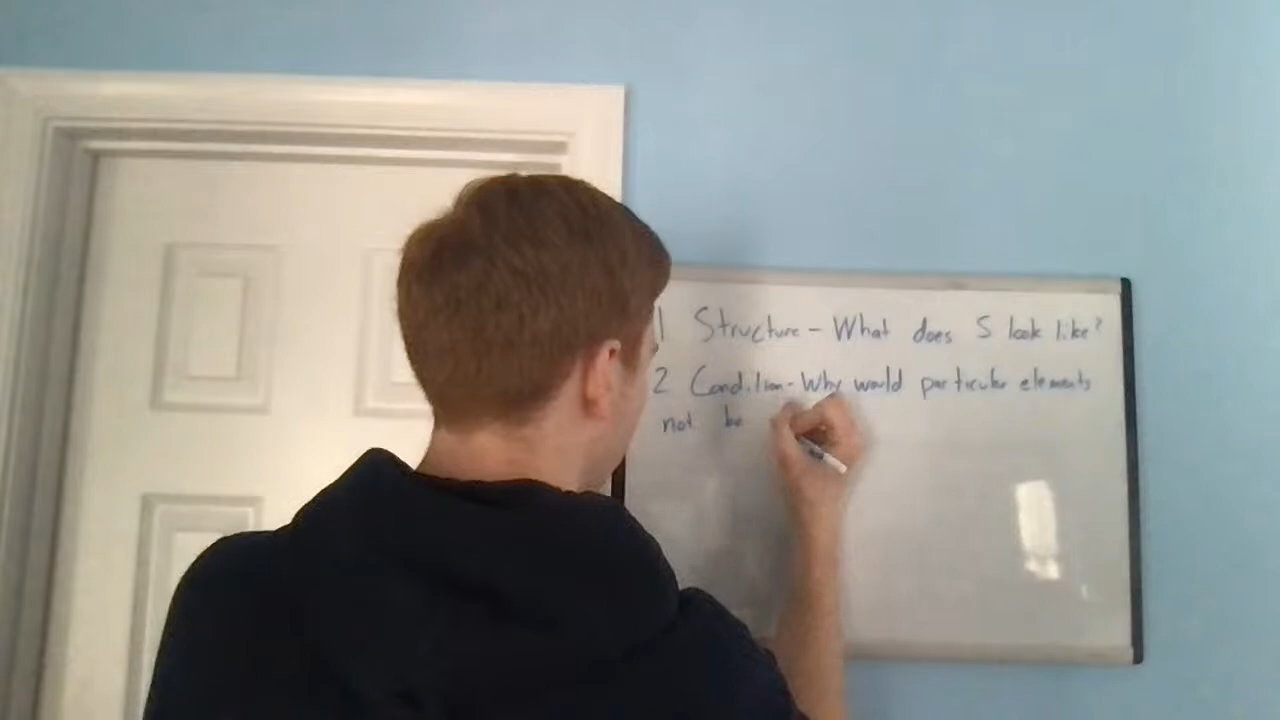 1 Structure - What does S look like?
2 Condition - Why would particular elements
not be